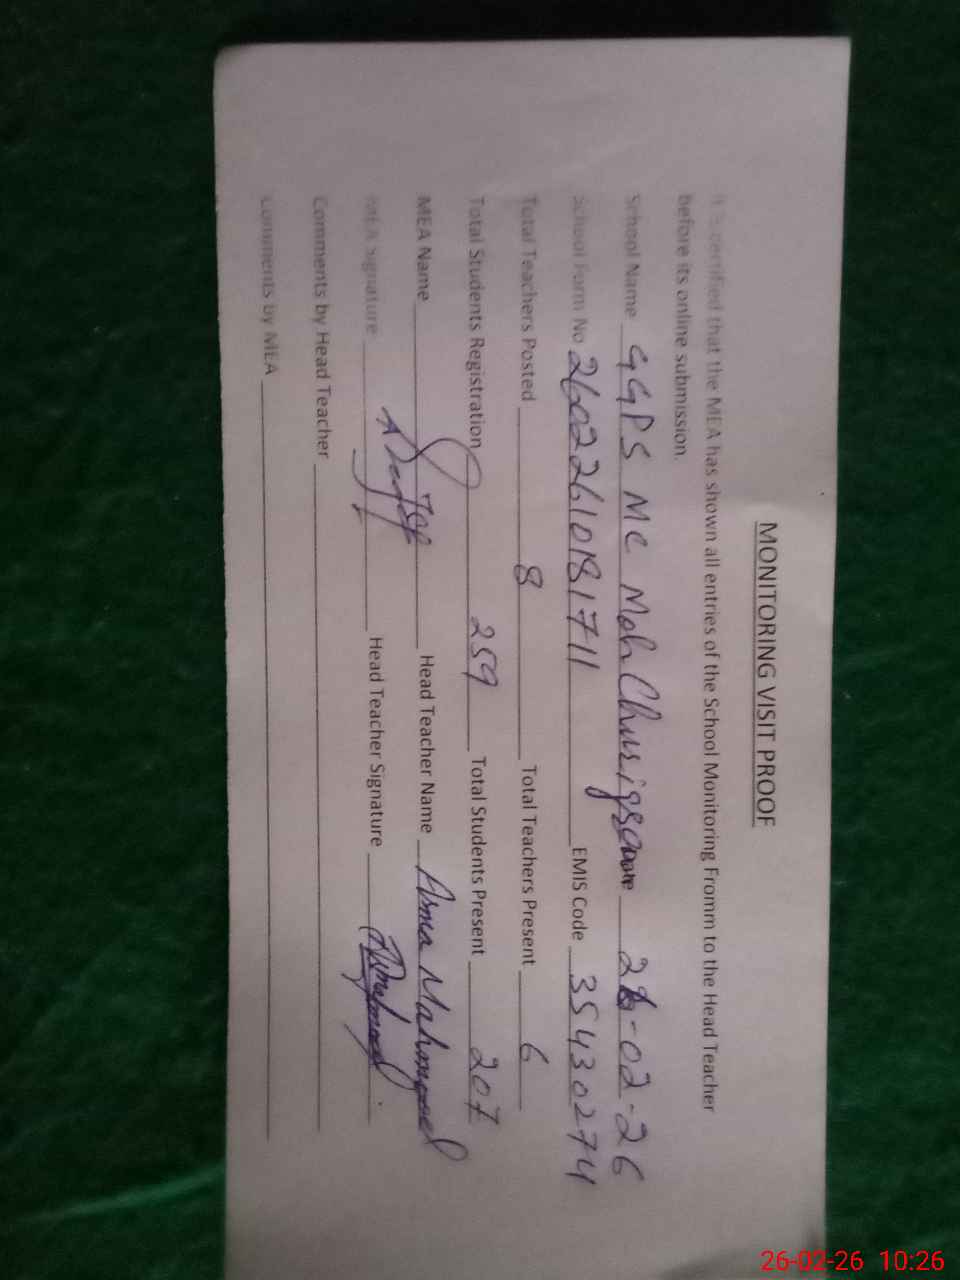 MONITORING VISIT PROOF
It is certified that the MEA has shown all entries of the School Monitoring Fromm to the Head Teacher
before its online submission.
School Name GGPS MC Moh Churigaran 26-02-26
School Form No 26022610181711 EMIS Code 35430274
Total Teachers Posted 8 Total Teachers Present 6
Total Students Registration 259 Total Students Present 207
MEA Name Head Teacher Name Asma Mahmood
MEA Signature Head Teacher Signature
Comments by Head Teacher
Comments by MEA
26-02-26 10:26